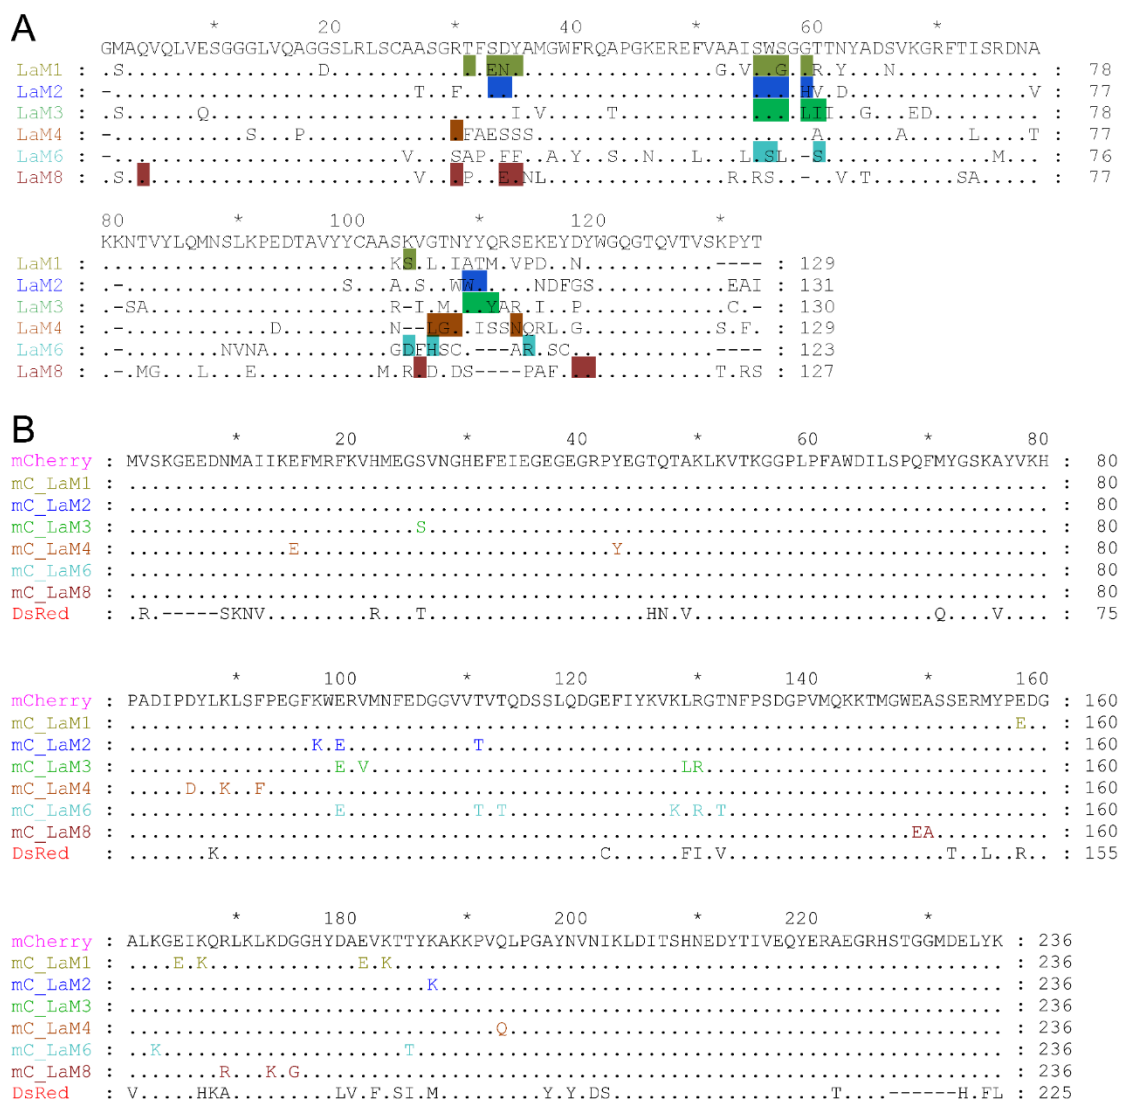 A
* 20 * 40 * 60 *
GMAQVQLVESGGGLVQAGGSLRLSCAASGRTFSDYAMGWFRQAPGKEREFVAAISWSGGTTNYADSVKGRFTISRDNA
LaM1 : .S................D.............EN.................G.V..G..R.Y...N............ : 78
LaM2 : -.........................T..F............................HV.D...............V : 77
LaM3 : .S......Q.........................I.V.....T...............LII..G...ED......... : 78
LaM4 : -...........S...P.............FAESSS.......................A......A.....L....T : 77
LaM6 : -........................V...SAP.FF..A.Y..S..N...L...L.SL.-S..............M... : 76
LaM8 : .S........................V...P..E.NL...............R.RS..-..V.T.......SA..... : 77
80 * 100 * 120 *
KKNTVYLQMNSLKPEDTAVYYCAASKVGTNYYQRSEKEYDYWGQGTQVTVSKPYT
LaM1 : ........................KS.L.IATM.VPD..N...........---- : 129
LaM2 : .-..................S...A.S..WW.....NDFGS...........EAI : 131
LaM3 : .-SA....................R-I.M...YAR.I..P............C.- : 130
LaM4 : .-............D.........N--LG..ISSNQRL.G...........S.F. : 129
LaM6 : .-........NVNA..........GDFHSC.---AR.SC............---- : 123
LaM8 : .-.MG...L...E..........M.R.D.DS----PAF.............T.RS : 127
B
* 20 * 40 * 60 * 80
mCherry : MVSKGEEDNMAIIKEFMRFKVHMEGSVNGHEFEIEGEGEGRPYEGTQTAKLKVTKGGPLPFAWDILSPQFMYGSKAYVKH : 80
mC_LaM1 : ................................................................................ : 80
mC_LaM2 : ................................................................................ : 80
mC_LaM3 : .........................S...................................................... : 80
mC_LaM4 : ..............E...........................Y..................................... : 80
mC_LaM6 : ................................................................................ : 80
mC_LaM8 : ................................................................................ : 80
DsRed : .R.-----SKNV.........R...T...................HN.V.....................Q....V.... : 75
* 100 * 120 * 140 * 160
mCherry : PADIPDYLKLSFPEGFKWERVMNFEDGGVVTVTQDSSLQDGEFIYKVKLRGTNFPSDGPVMQKKTMGWEASSERMYPEDG : 160
mC_LaM1 : .............................................................................E.. : 160
mC_LaM2 : ................K.E...........T................................................. : 160
mC_LaM3 : ..................E.V...........................LR.............................. : 160
mC_LaM4 : .....D..K..F.................................................................... : 160
mC_LaM6 : ..................E...........T.T..............K.R.T............................ : 160
mC_LaM8 : ....................................................................EA.......... : 160
DsRed : .......K.................................C......FI.V...................T..L..R.. : 155
* 180 * 200 * 220 *
mCherry : ALKGEIKQRLKLKDGGHYDAEVKTTYKAKKPVQLPGAYNVNIKLDITSHNEDYTIVEQYERAEGRHSTGGMDELYK : 236
mC_LaM1 : ....E.K.............E.K..................................................... : 236
mC_LaM2 : ..........................K................................................. : 236
mC_LaM3 : ............................................................................ : 236
mC_LaM4 : ................................Q........................................... : 236
mC_LaM6 : ..K.....................T................................................... : 236
mC_LaM8 : ........R...K.G............................................................. : 236
DsRed : V.....HKA.........LV.F.SI.M.........Y.Y.DS...................T....------H.FL : 225